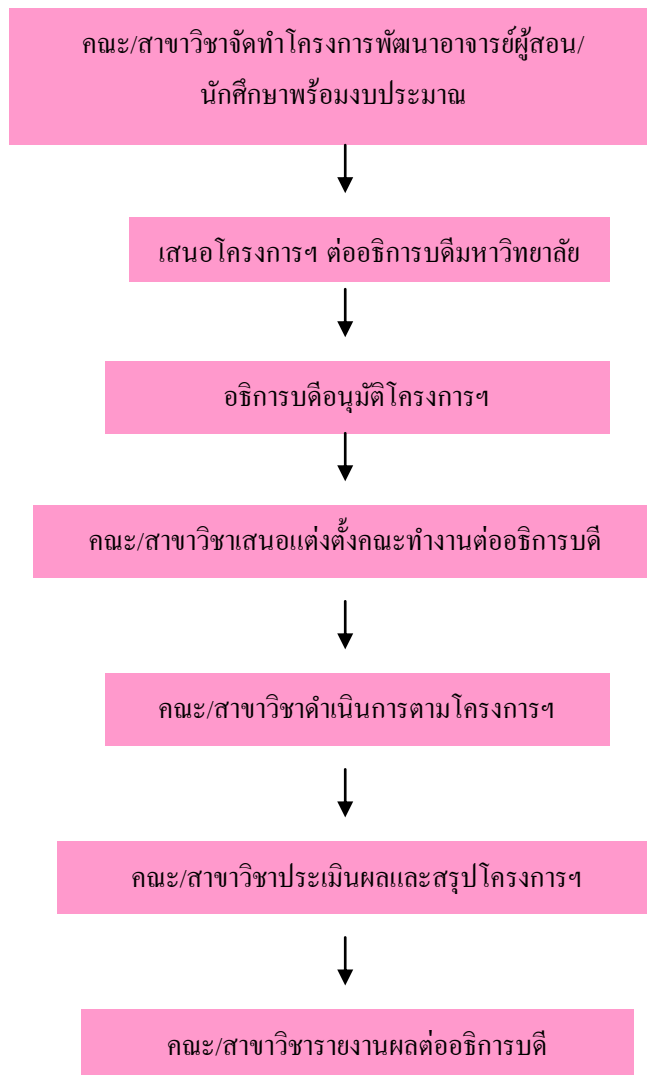 คณะ/สาขาวิชาจัดทำโครงการพัฒนาอาจารย์ผู้สอน/
นักศึกษาพร้อมงบประมาณ
เสนอโครงการฯ ต่ออธิการบดีมหาวิทยาลัย
อธิการบดีอนุมัติโครงการฯ
คณะ/สาขาวิชาเสนอแต่งตั้งคณะทำงานต่ออธิการบดี
คณะ/สาขาวิชาดำเนินการตามโครงการฯ
คณะ/สาขาวิชาประเมินผลและสรุปโครงการฯ
คณะ/สาขาวิชารายงานผลต่ออธิการบดี